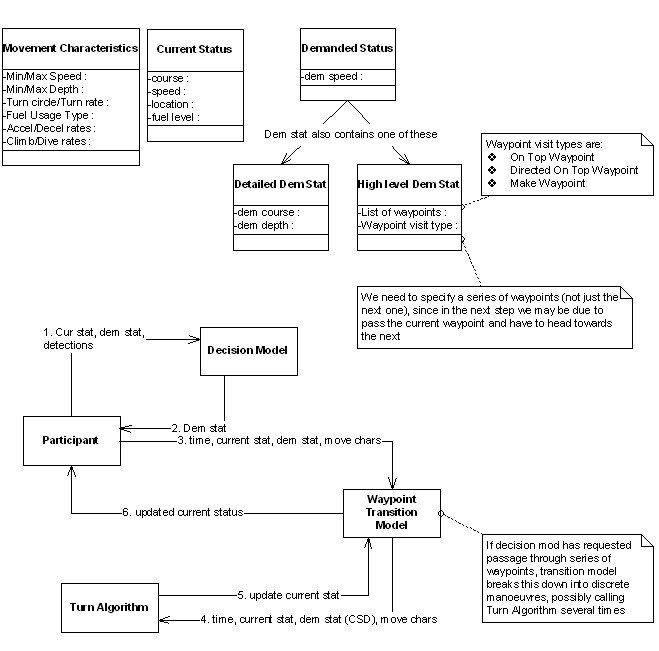 Movement Characteristics
-Min/Max Speed :
-Min/Max Depth :
-Turn circle/Turn rate :
-Fuel Usage Type :
-Accel/Decel rates :
-Climb/Dive rates :
Current Status
-course :
-speed :
-location :
-fuel level :
Demanded Status
-dem speed :
Dem stat also contains one of these
Detailed Dem Stat
-dem course :
-dem depth :
High level Dem Stat
-List of waypoints :
-Waypoint visit type :
Waypoint visit types are:
❖ On Top Waypoint
❖ Directed On Top Waypoint
❖ Make Waypoint
We need to specify a series of waypoints (not just the
next one), since in the next step we may be due to
pass the current waypoint and have to head towards
the next
1. Cur stat, dem stat,
detections
Decision Model
2. Dem stat
Participant
3. time, current stat, dem stat, move chars
6. updated current status
Waypoint
Transition
Model
If decision mod has requested
passage through series of
waypoints, transition model
breaks this down into discrete
manoeuvres, possibly calling
Turn Algorithm several times
Turn Algorithm
5. update current stat
4. time, current stat, dem stat (CSD), move chars